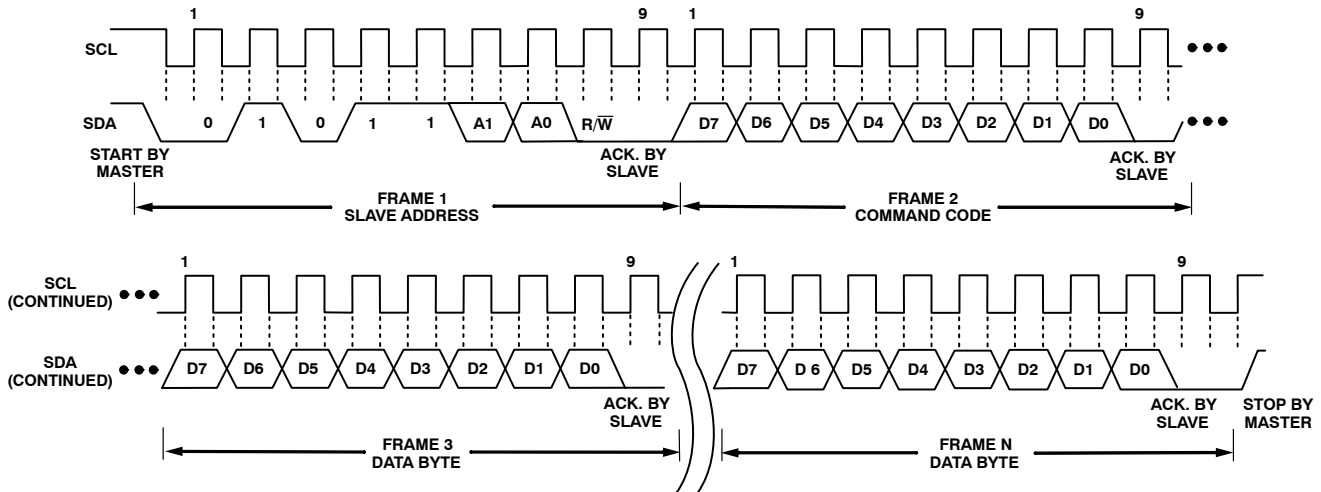 1 9 1 9
SCL
SDA 0 1 0 1 1 A1 A0 R/W̅ D7 D6 D5 D4 D3 D2 D1 D0
START BY
MASTER
ACK. BY
SLAVE
ACK. BY
SLAVE
FRAME 1
SLAVE ADDRESS
FRAME 2
COMMAND CODE
1 9 1 9
SCL
(CONTINUED)
SDA
(CONTINUED)
D7 D6 D5 D4 D3 D2 D1 D0 D7 D 6 D5 D4 D3 D2 D1 D0
ACK. BY
SLAVE
ACK. BY
SLAVE
STOP BY
MASTER
FRAME 3
DATA BYTE
FRAME N
DATA BYTE